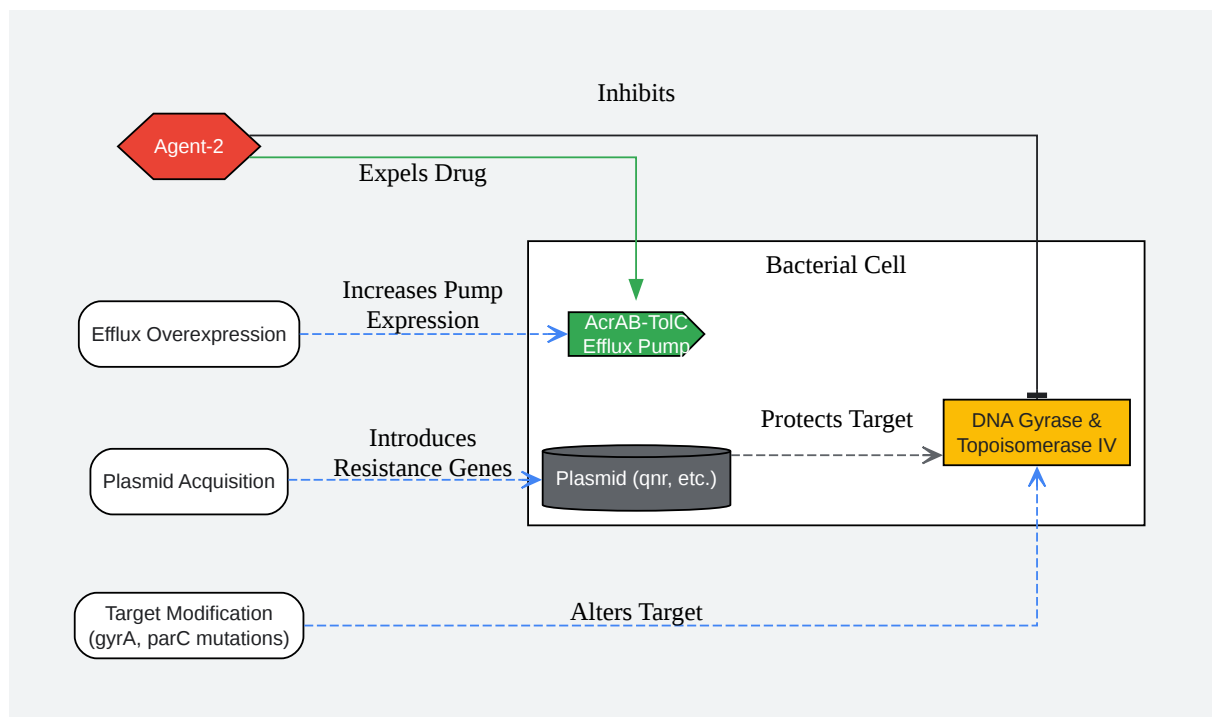 Inhibits
Agent-2
Expels Drug
Bacterial Cell
Increases Pump
Expression
Efflux Overexpression
AcrAB-TolC
Efflux Pump
Protects Target
DNA Gyrase &
Topoisomerase IV
Introduces
Resistance Genes
Plasmid Acquisition
Plasmid (qnr, etc.)
Target Modification
(gyrA, parC mutations)
Alters Target